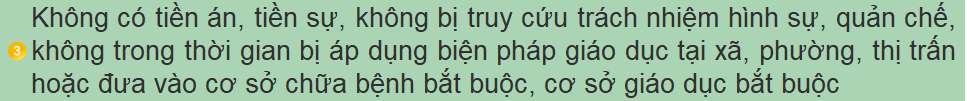 Không có tiền án, tiền sự, không bị truy cứu trách nhiệm hình sự, quản chế,
3 không trong thời gian bị áp dụng biện pháp giáo dục tại xã, phường, thị trấn
hoặc đưa vào cơ sở chữa bệnh bắt buộc, cơ sở giáo dục bắt buộc